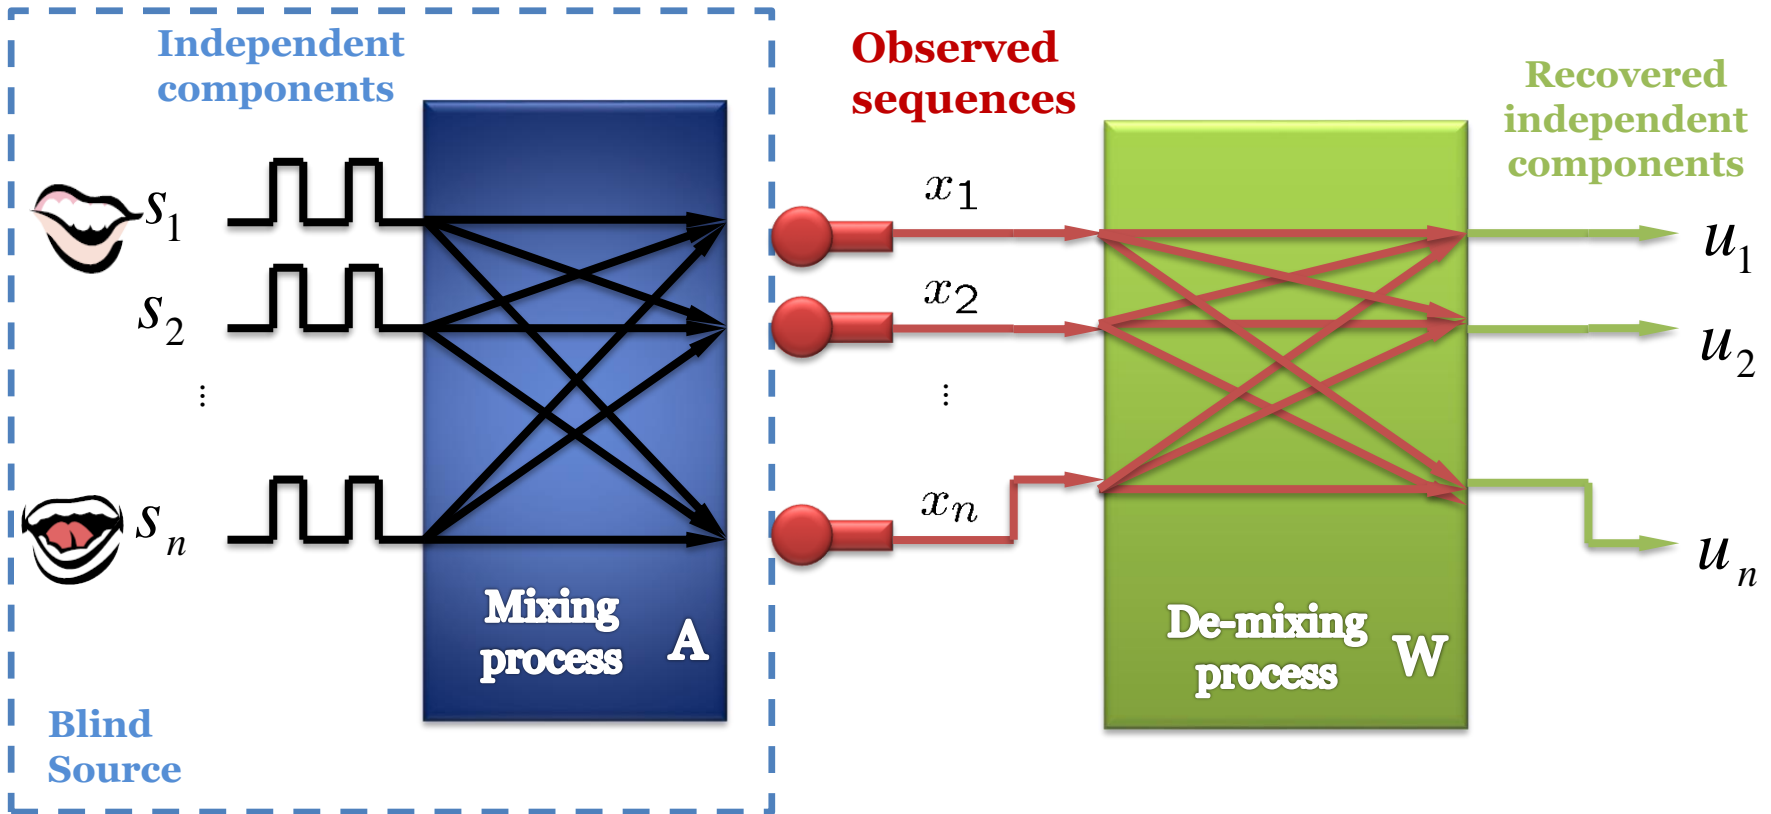 Independent
components
Observed
sequences
Recovered
independent
components
s1
x1
u1
s2
x2
u2
⋮
⋮
sn
xn
un
Mixing
process A
De-mixing
process W
Blind
Source